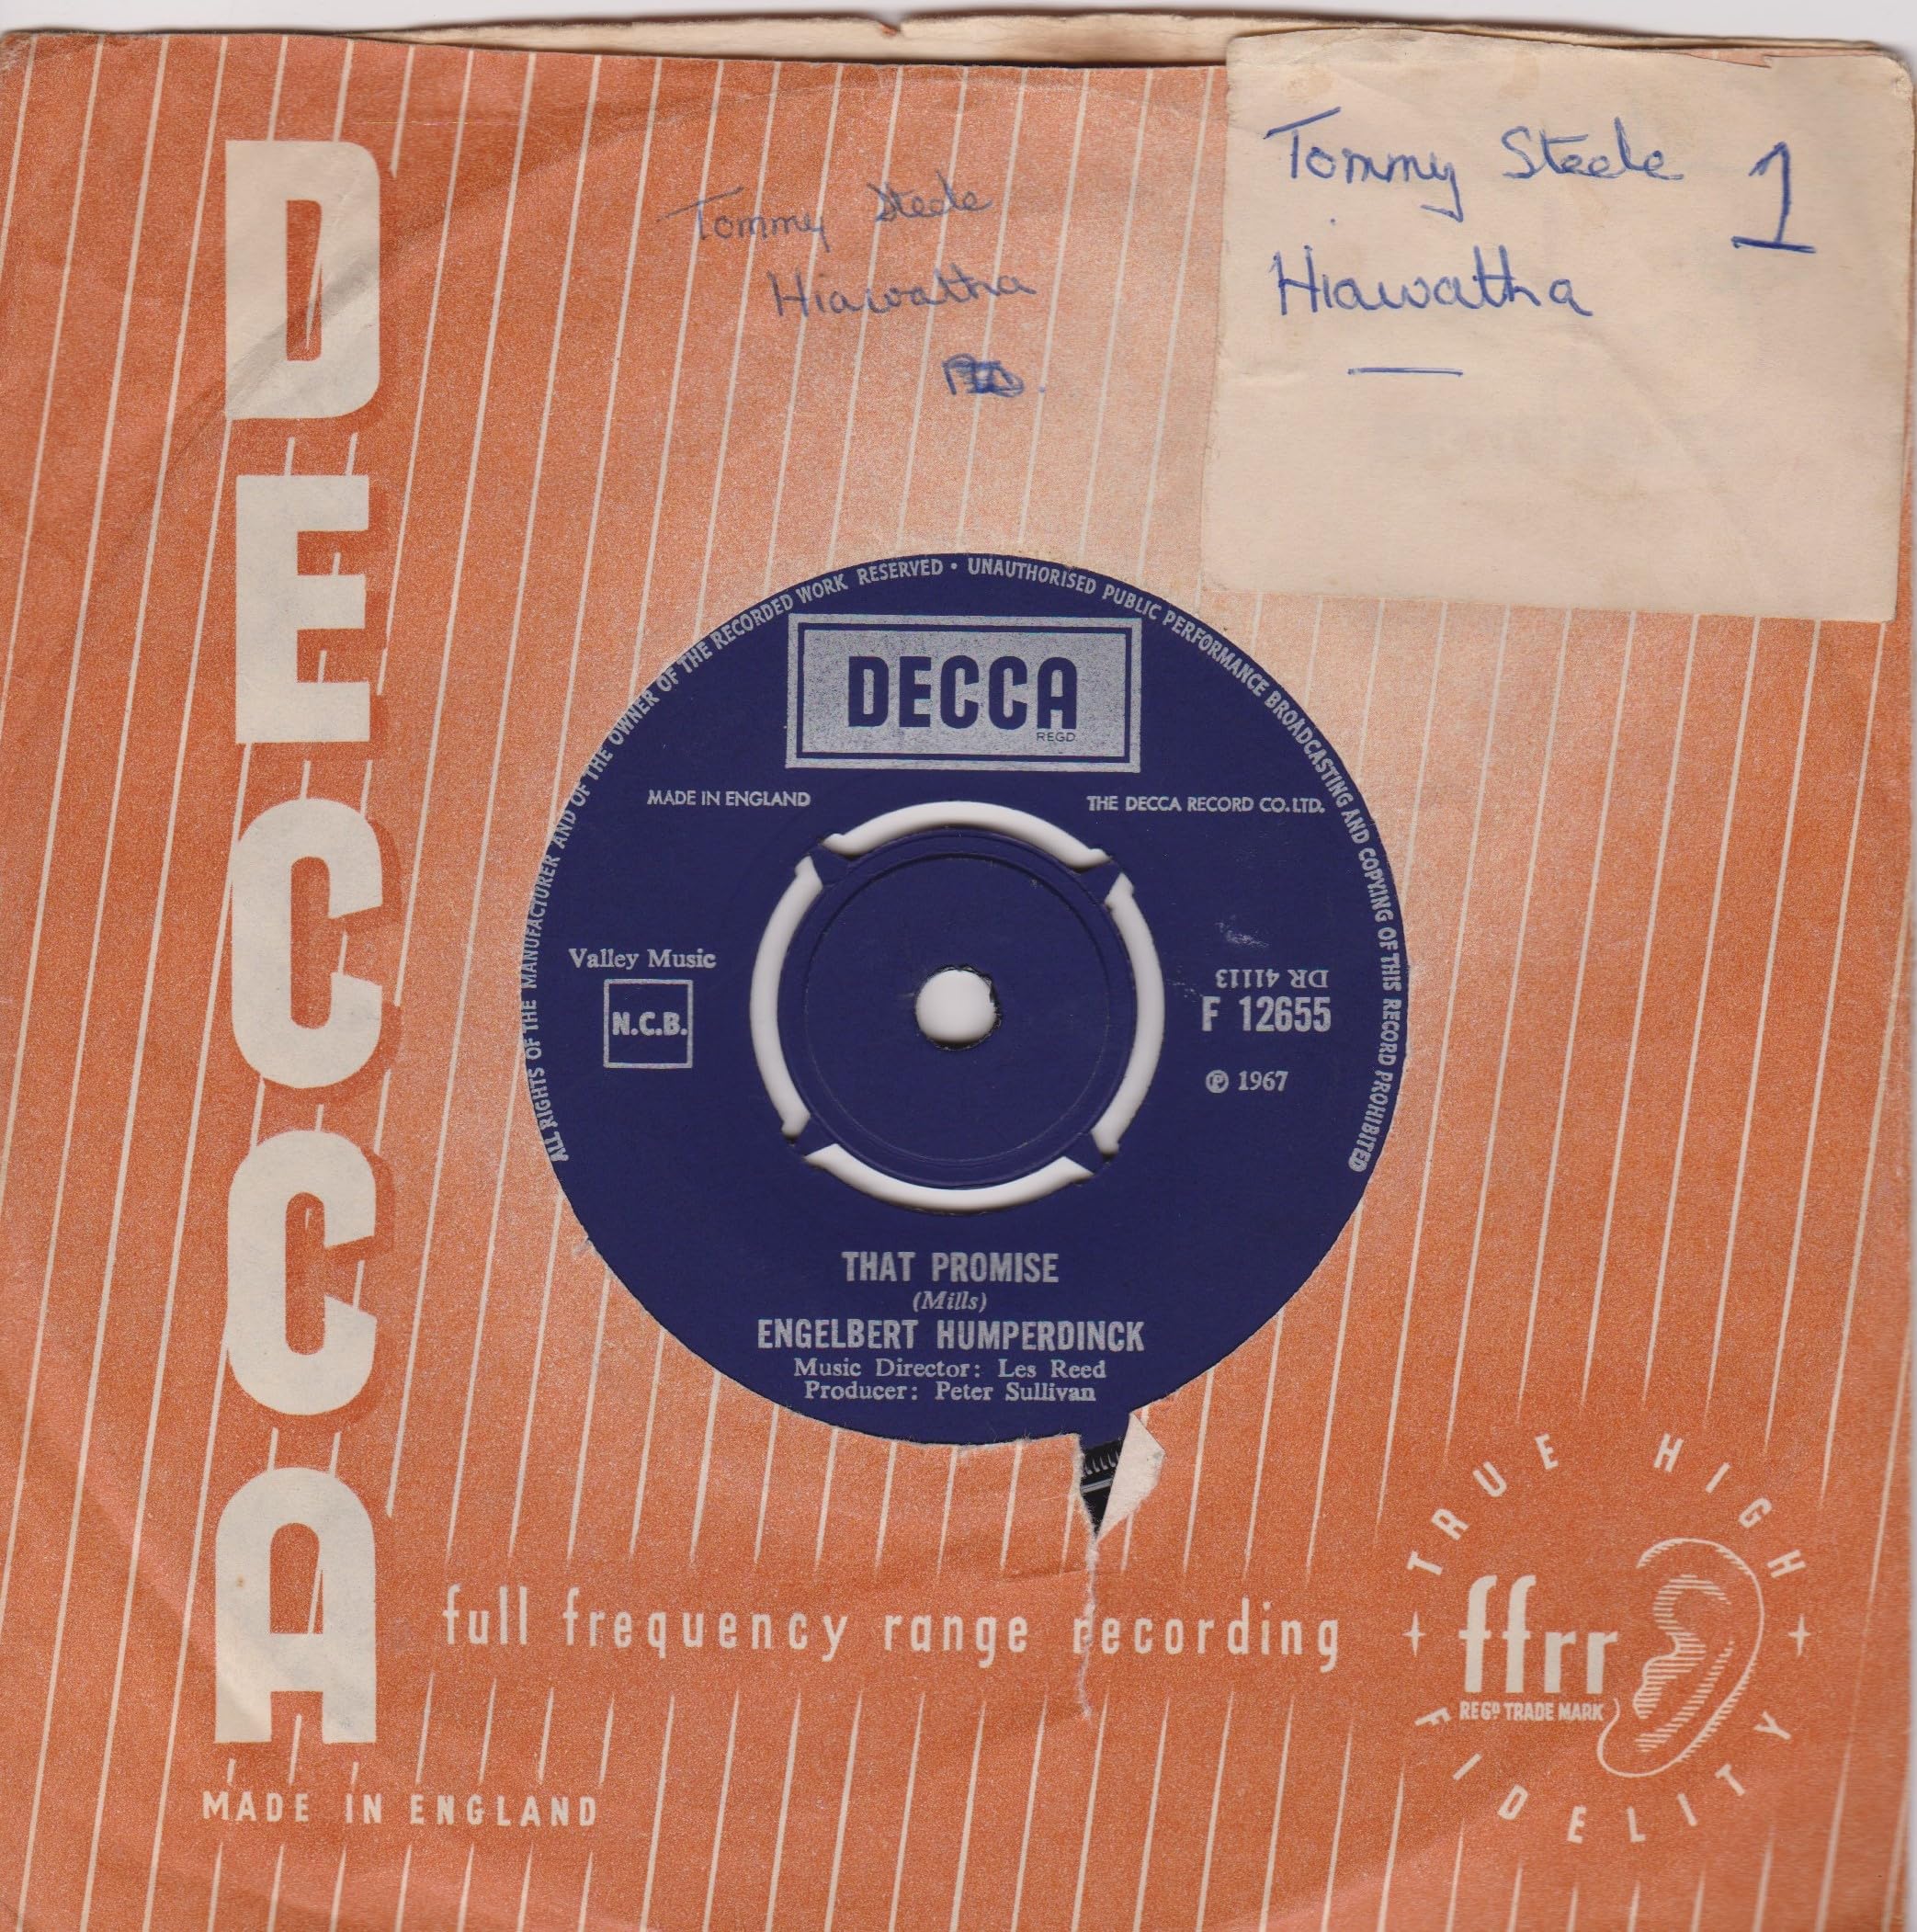 DECCA
Tommy Steele
Hiawatha
Tommy Steele 1
Hiawatha
ALL RIGHTS OF THE MANUFACTURER AND OF THE OWNER OF THE RECORDED WORK RESERVED • UNAUTHORISED PUBLIC PERFORMANCE BROADCASTING AND COPYING OF THIS RECORD PROHIBITED
DECCA
REGD
MADE IN ENGLAND
THE DECCA RECORD CO. LTD.
Valley Music
N.C.B.
DR 41113
F 12655
℗ 1967
THAT PROMISE
(Mills)
ENGELBERT HUMPERDINCK
Music Director: Les Reed
Producer: Peter Sullivan
full frequency range recording
TRUE HIGH
ffrr
REGD TRADE MARK
FIDELITY
MADE IN ENGLAND